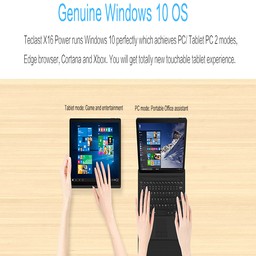 Genuine Windows 10 OS
Teclast X16 Power runs Windows 10 perfectly which achieves PC/ Tablet PC 2 modes,
Edge browser, Cortana and Xbox. You will get totally new touchable tablet experience.
Tablet mode: Game and entertainment
PC mode: Portable Office assistant